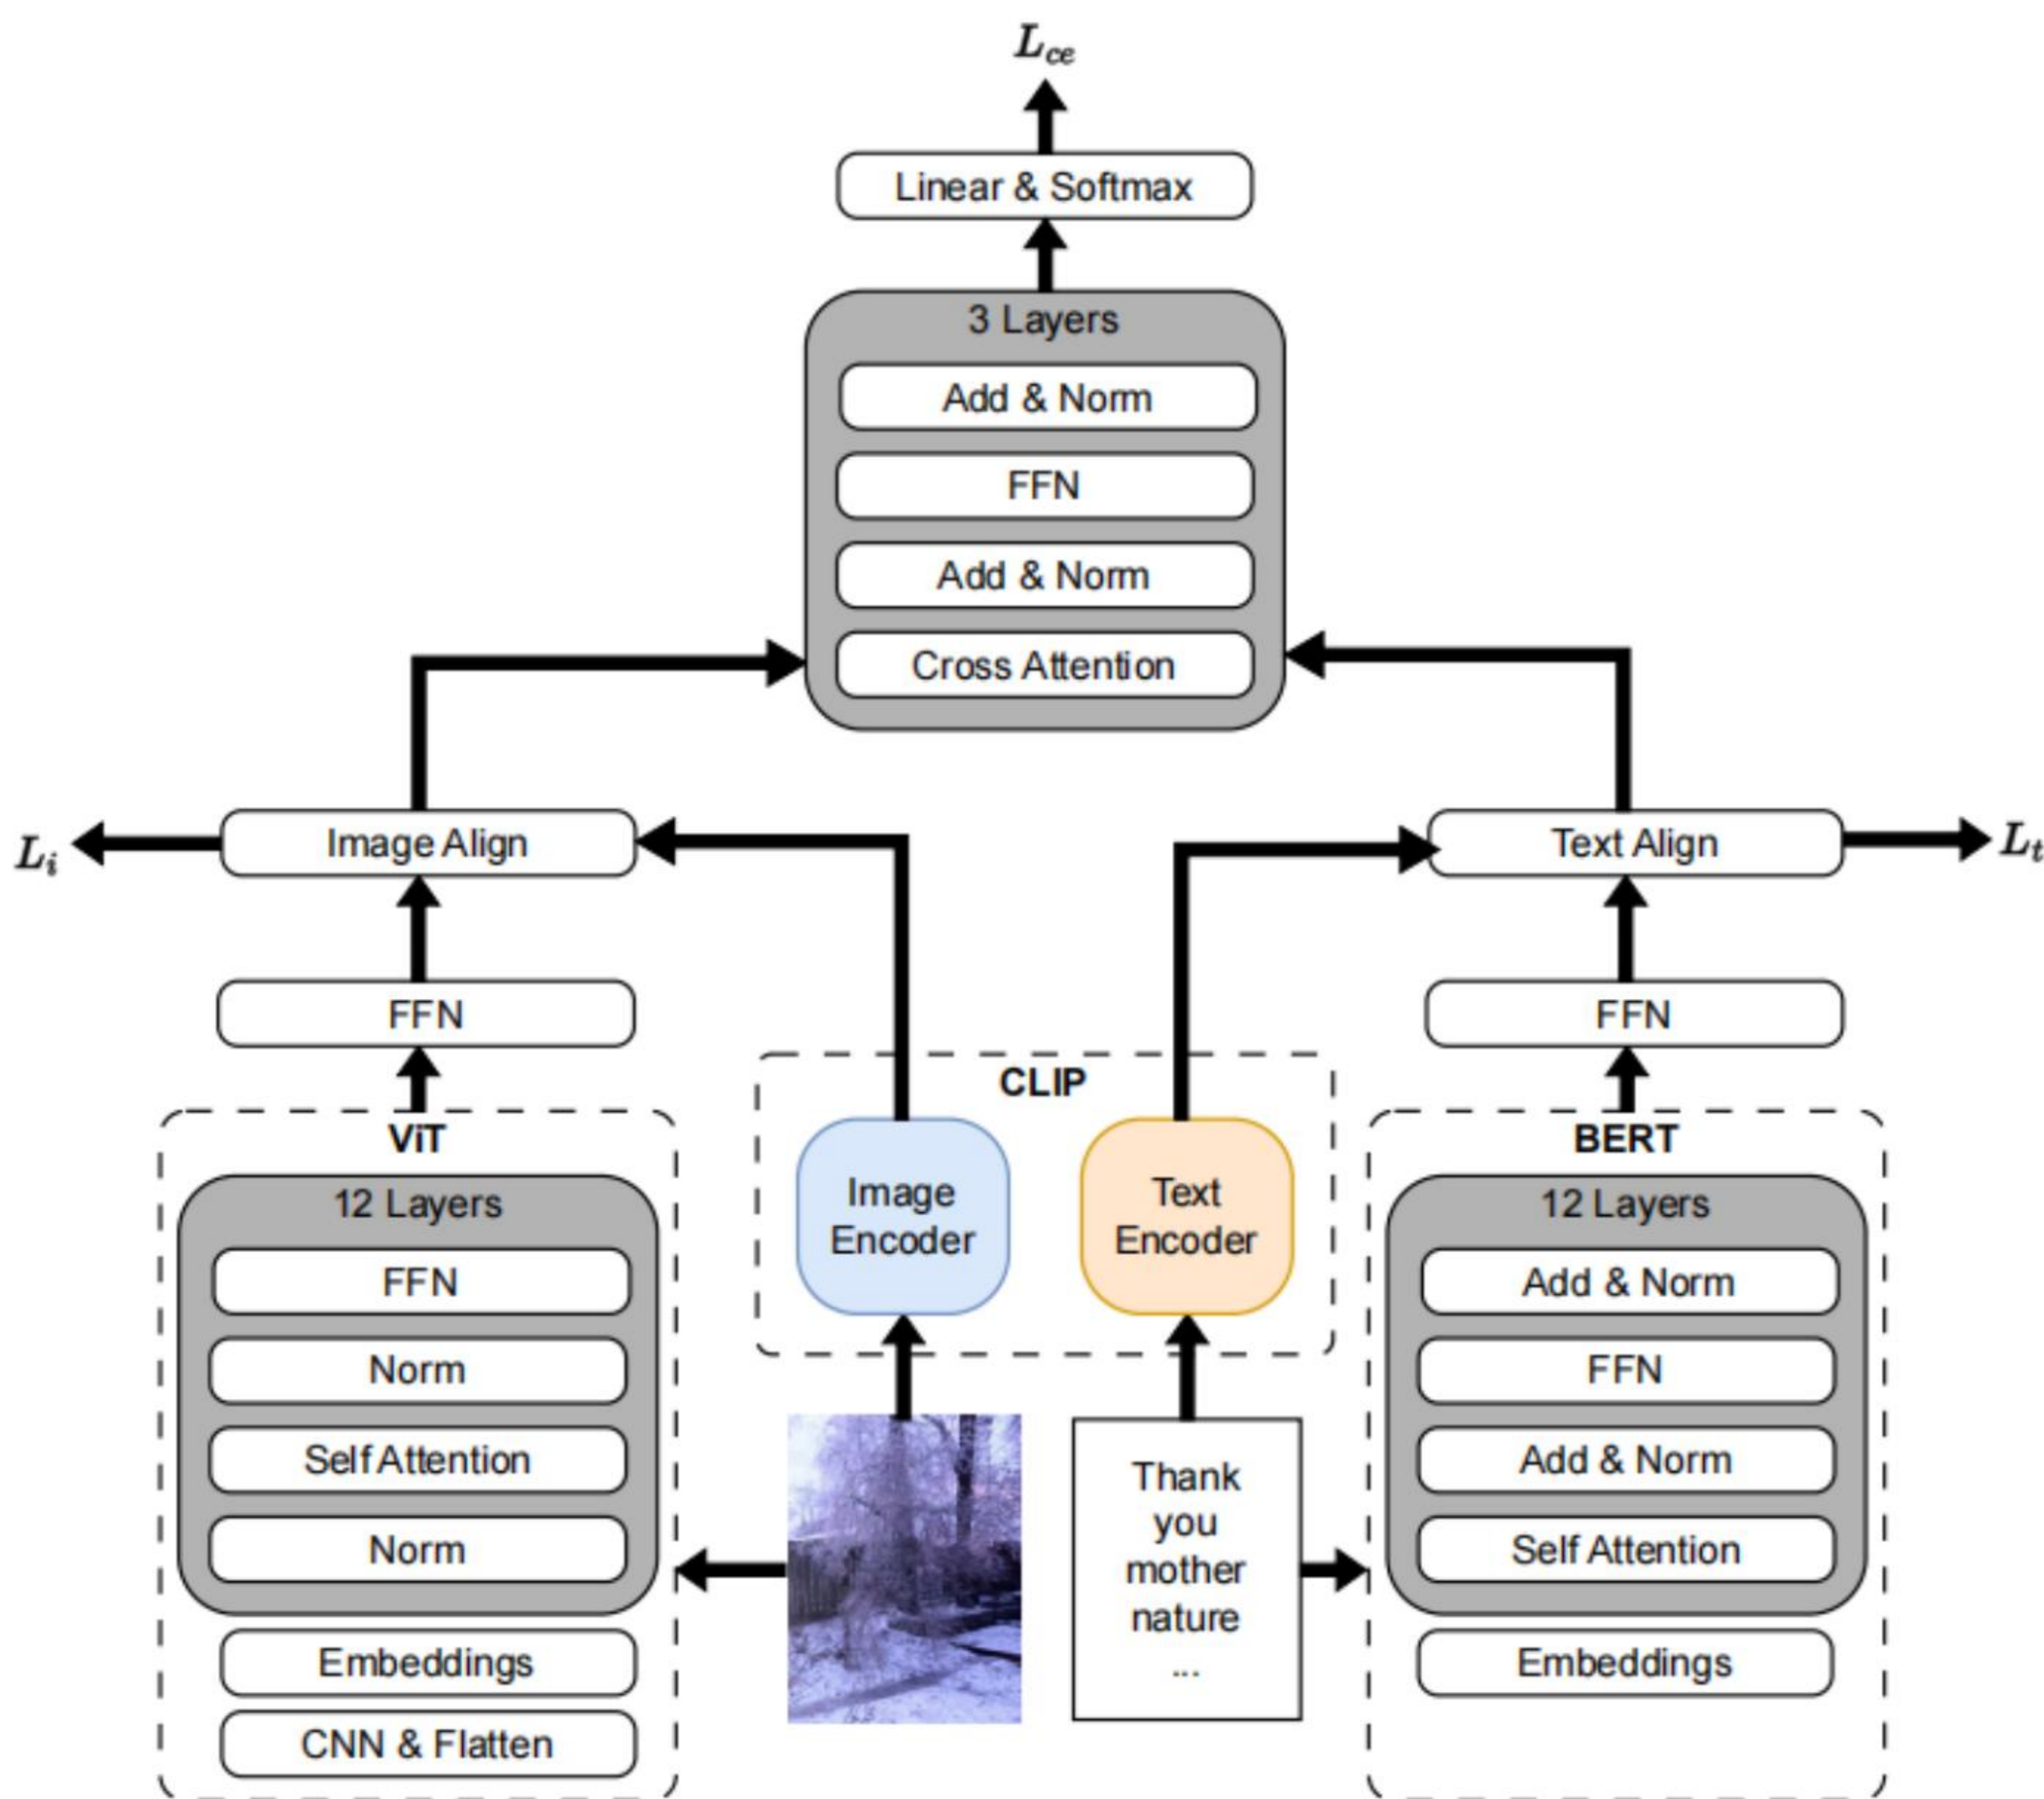 L_ce
Linear & Softmax
3 Layers
Add & Norm
FFN
Add & Norm
Cross Attention
L_i
Image Align
Text Align
L_t
FFN
FFN
CLIP
ViT
BERT
12 Layers
FFN
Norm
Self Attention
Norm
Embeddings
CNN & Flatten
Image
Encoder
Text
Encoder
Thank
you
mother
nature
...
12 Layers
Add & Norm
FFN
Add & Norm
Self Attention
Embeddings